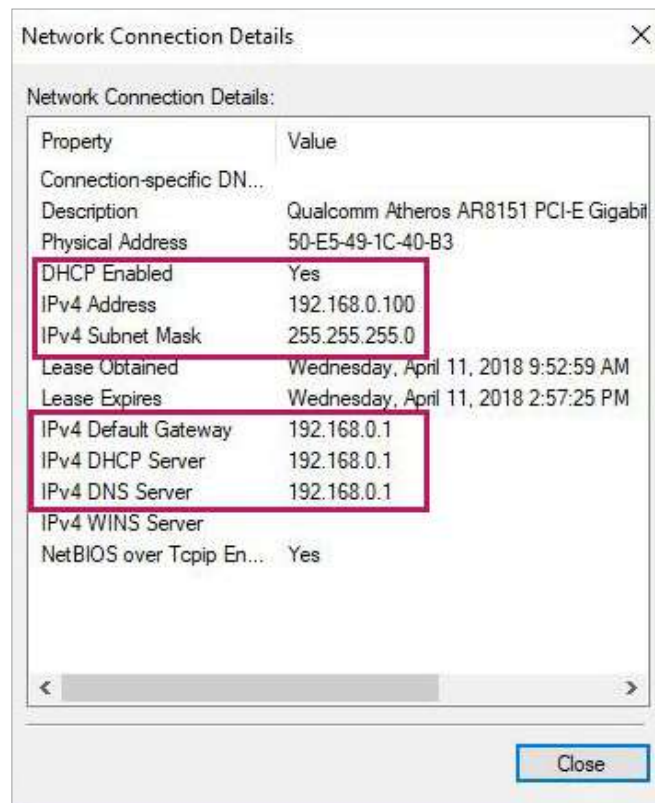 Network Connection Details
Network Connection Details:
Property Value
Connection-specific DN...
Description Qualcomm Atheros AR8151 PCI-E Gigabit
Physical Address 50-E5-49-1C-40-B3
DHCP Enabled Yes
IPv4 Address 192.168.0.100
IPv4 Subnet Mask 255.255.255.0
Lease Obtained Wednesday, April 11, 2018 9:52:59 AM
Lease Expires Wednesday, April 11, 2018 2:57:25 PM
IPv4 Default Gateway 192.168.0.1
IPv4 DHCP Server 192.168.0.1
IPv4 DNS Server 192.168.0.1
IPv4 WINS Server
NetBIOS over Tcpip En... Yes
Close